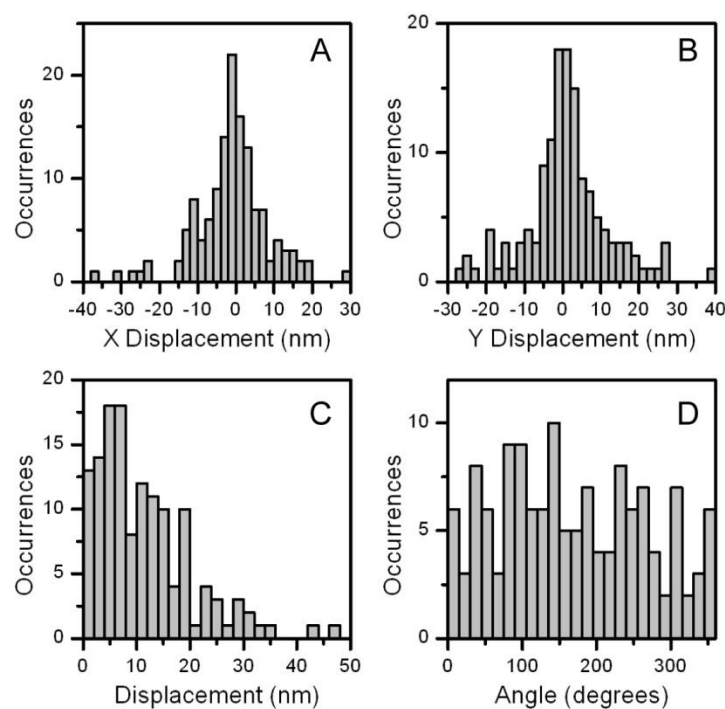 A
Occurrences
20
10
0
-40 -30 -20 -10 0 10 20 30
X Displacement (nm)
B
Occurrences
20
10
0
-30 -20 -10 0 10 20 30 40
Y Displacement (nm)
C
Occurrences
20
15
10
5
0
0 10 20 30 40 50
Displacement (nm)
D
Occurrences
10
5
0
0 100 200 300
Angle (degrees)